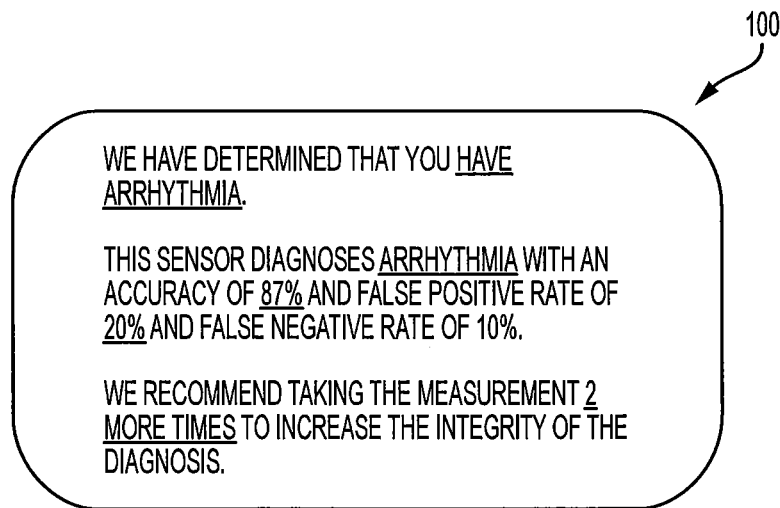 100
WE HAVE DETERMINED THAT YOU HAVE
ARRHYTHMIA.
THIS SENSOR DIAGNOSES ARRHYTHMIA WITH AN
ACCURACY OF 87% AND FALSE POSITIVE RATE OF
20% AND FALSE NEGATIVE RATE OF 10%.
WE RECOMMEND TAKING THE MEASUREMENT 2
MORE TIMES TO INCREASE THE INTEGRITY OF THE
DIAGNOSIS.